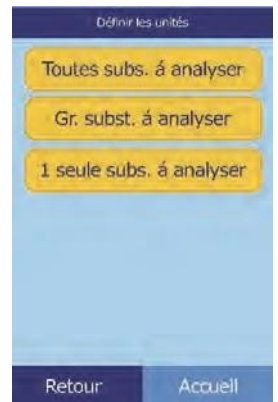 Définir les unités
Toutes subs. á analyser
Gr. subst. á analyser
1 seule subs. á analyser
Retour
Accueil